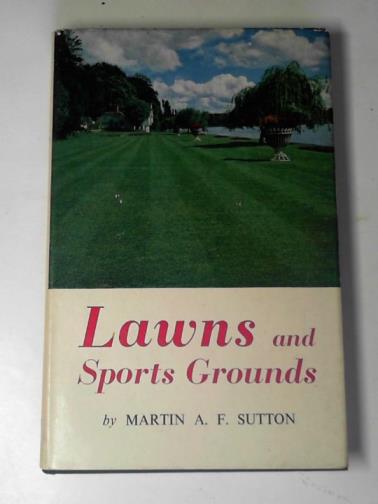 Lawns and
Sports Grounds
by MARTIN A. F. SUTTON